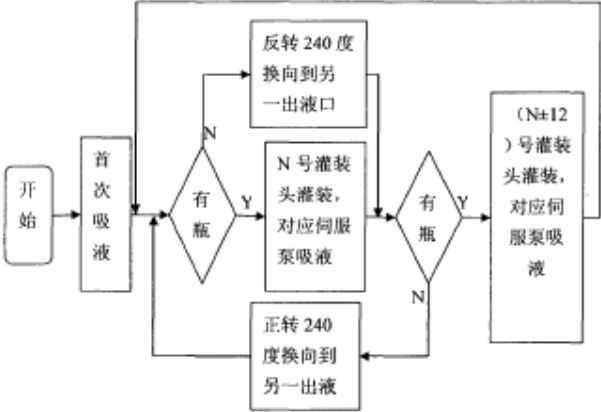 开
始
首
次
吸
液
有
瓶
N
Y
反转 240 度
换向到另
一出液口
N 号灌装
头灌装，
对应伺服
泵吸液
有
瓶
Y
N
（N±12
）号灌装
头灌装，
对应伺
服泵吸
液
正转 240
度换向到
另一出液